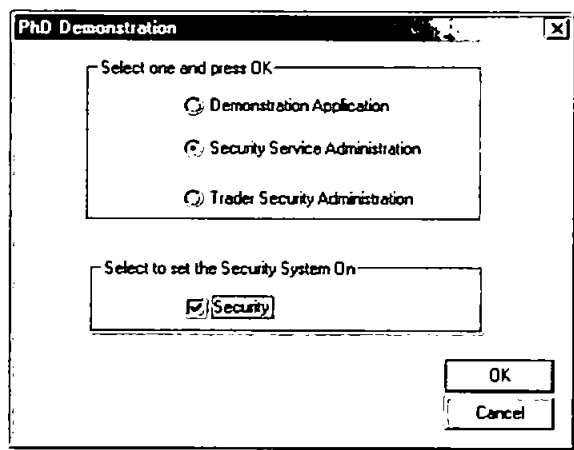 PhD Demonstration
Select one and press OK
Demonstration Application
Security Service Administration
Trader Security Administration
Select to set the Security System On
Security
OK
Cancel